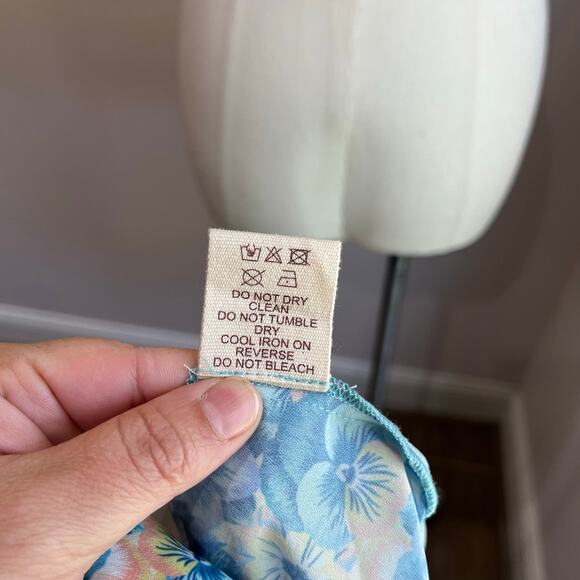 DO NOT DRY
CLEAN
DO NOT TUMBLE
DRY
COOL IRON ON
REVERSE
DO NOT BLEACH